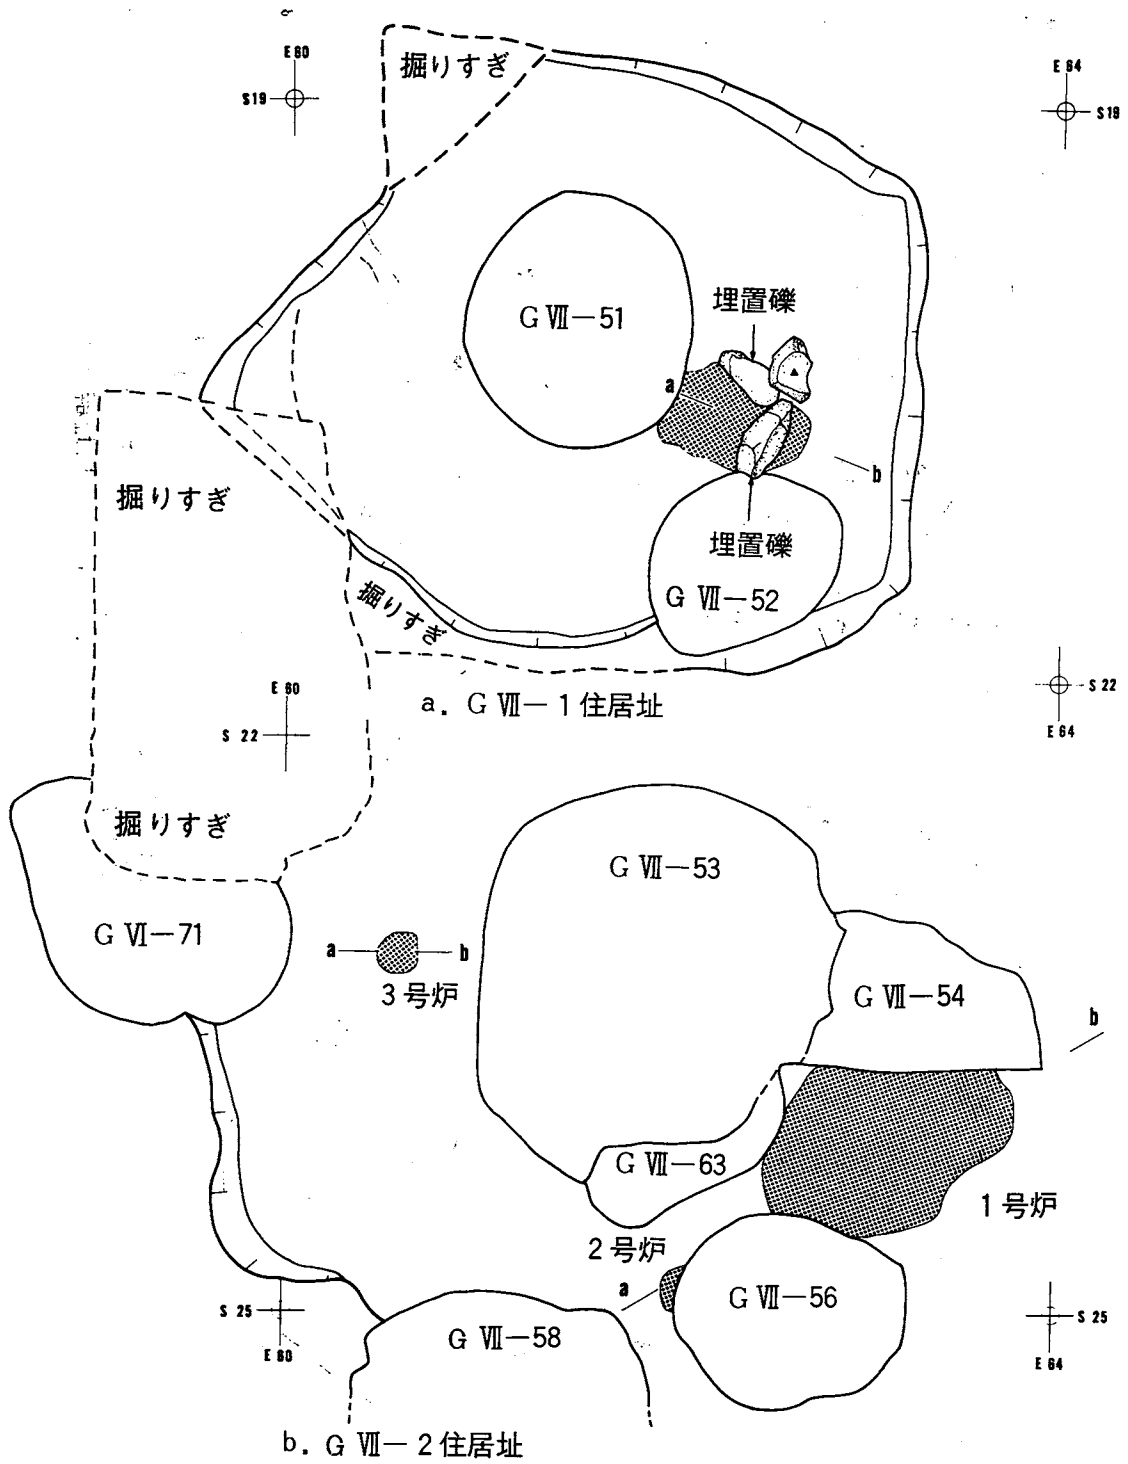 E 60
掘りすぎ
E 64
S19
S19
埋置礫
G Ⅶ－51
a
b
掘りすぎ
埋置礫
G Ⅶ－52
掘りすぎ
E 60
S 22
a. G Ⅶ－1住居址
S 22
E 64
掘りすぎ
G Ⅶ－53
G Ⅵ－71
a
b
3号炉
G Ⅶ－54
b
G Ⅶ－63
1号炉
2号炉
a
G Ⅶ－56
S 25
E 60
G Ⅶ－58
S 25
E 64
b. G Ⅶ－2住居址